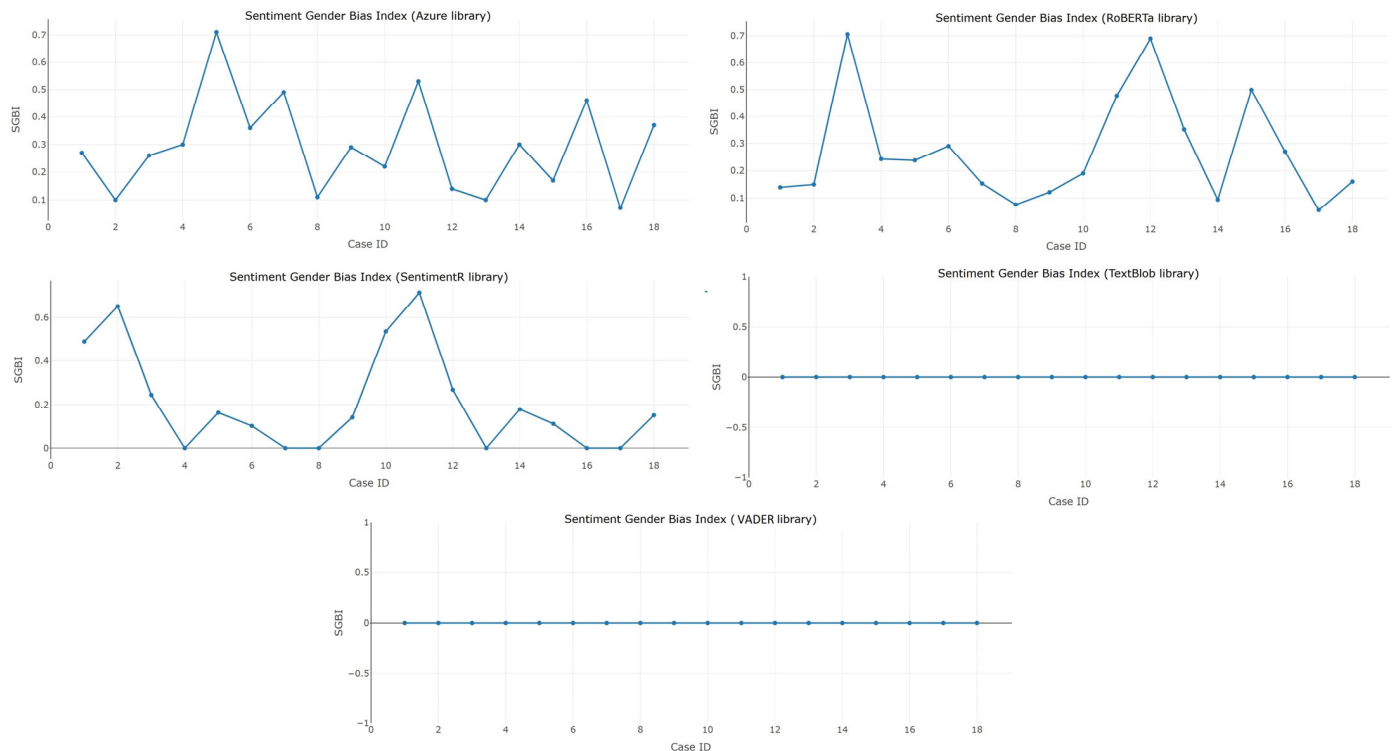 Sentiment Gender Bias Index (Azure library)
SGBI
0.7
0.6
0.5
0.4
0.3
0.2
0.1
0 2 4 6 8 10 12 14 16 18
Case ID
Sentiment Gender Bias Index (RoBERTa library)
SGBI
0.7
0.6
0.5
0.4
0.3
0.2
0.1
0 2 4 6 8 10 12 14 16 18
Case ID
Sentiment Gender Bias Index (SentimentR library)
SGBI
0.6
0.4
0.2
0
0 2 4 6 8 10 12 14 16 18
Case ID
Sentiment Gender Bias Index (TextBlob library)
SGBI
1
0.5
0
−0.5
−1
0 2 4 6 8 10 12 14 16 18
Case ID
Sentiment Gender Bias Index (VADER library)
SGBI
1
0.5
0
−0.5
−1
0 2 4 6 8 10 12 14 16 18
Case ID